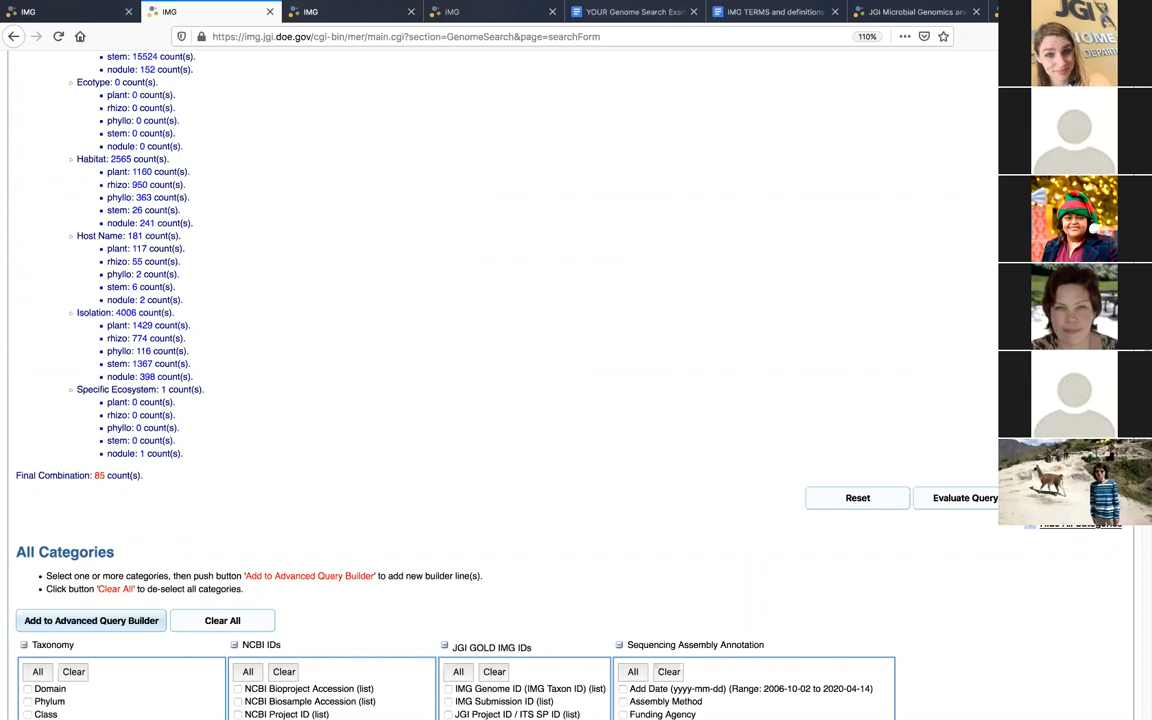 IMG
IMG
IMG
IMG
YOUR Genome Search Exa
IMG TERMS and definitions
JGI Microbial Genomics an
https://img.jgi.doe.gov/cgi-bin/mer/main.cgi?section=GenomeSearch&page=searchForm
110%
stem: 15524 count(s).
nodule: 152 count(s).
Ecotype: 0 count(s).
plant: 0 count(s).
rhizo: 0 count(s).
phyllo: 0 count(s).
stem: 0 count(s).
nodule: 0 count(s).
Habitat: 2565 count(s).
plant: 1160 count(s).
rhizo: 950 count(s).
phyllo: 363 count(s).
stem: 26 count(s).
nodule: 241 count(s).
Host Name: 181 count(s).
plant: 117 count(s).
rhizo: 55 count(s).
phyllo: 2 count(s).
stem: 6 count(s).
nodule: 2 count(s).
Isolation: 4006 count(s).
plant: 1429 count(s).
rhizo: 774 count(s).
phyllo: 116 count(s).
stem: 1367 count(s).
nodule: 398 count(s).
Specific Ecosystem: 1 count(s).
plant: 0 count(s).
rhizo: 0 count(s).
phyllo: 0 count(s).
stem: 0 count(s).
nodule: 1 count(s).
Final Combination: 85 count(s).
Reset
Evaluate Query
All Categories
Select one or more categories, then push button 'Add to Advanced Query Builder' to add new builder line(s).
Click button 'Clear All' to de-select all categories.
Add to Advanced Query Builder
Clear All
Taxonomy
NCBI IDs
JGI GOLD IMG IDs
Sequencing Assembly Annotation
All Clear
All Clear
All Clear
All Clear
Domain
NCBI Bioproject Accession (list)
IMG Genome ID (IMG Taxon ID) (list)
Add Date (yyyy-mm-dd) (Range: 2006-10-02 to 2020-04-14)
Phylum
NCBI Biosample Accession (list)
IMG Submission ID (list)
Assembly Method
Class
NCBI Project ID (list)
JGI Project ID / ITS SP ID (list)
Funding Agency
JGI